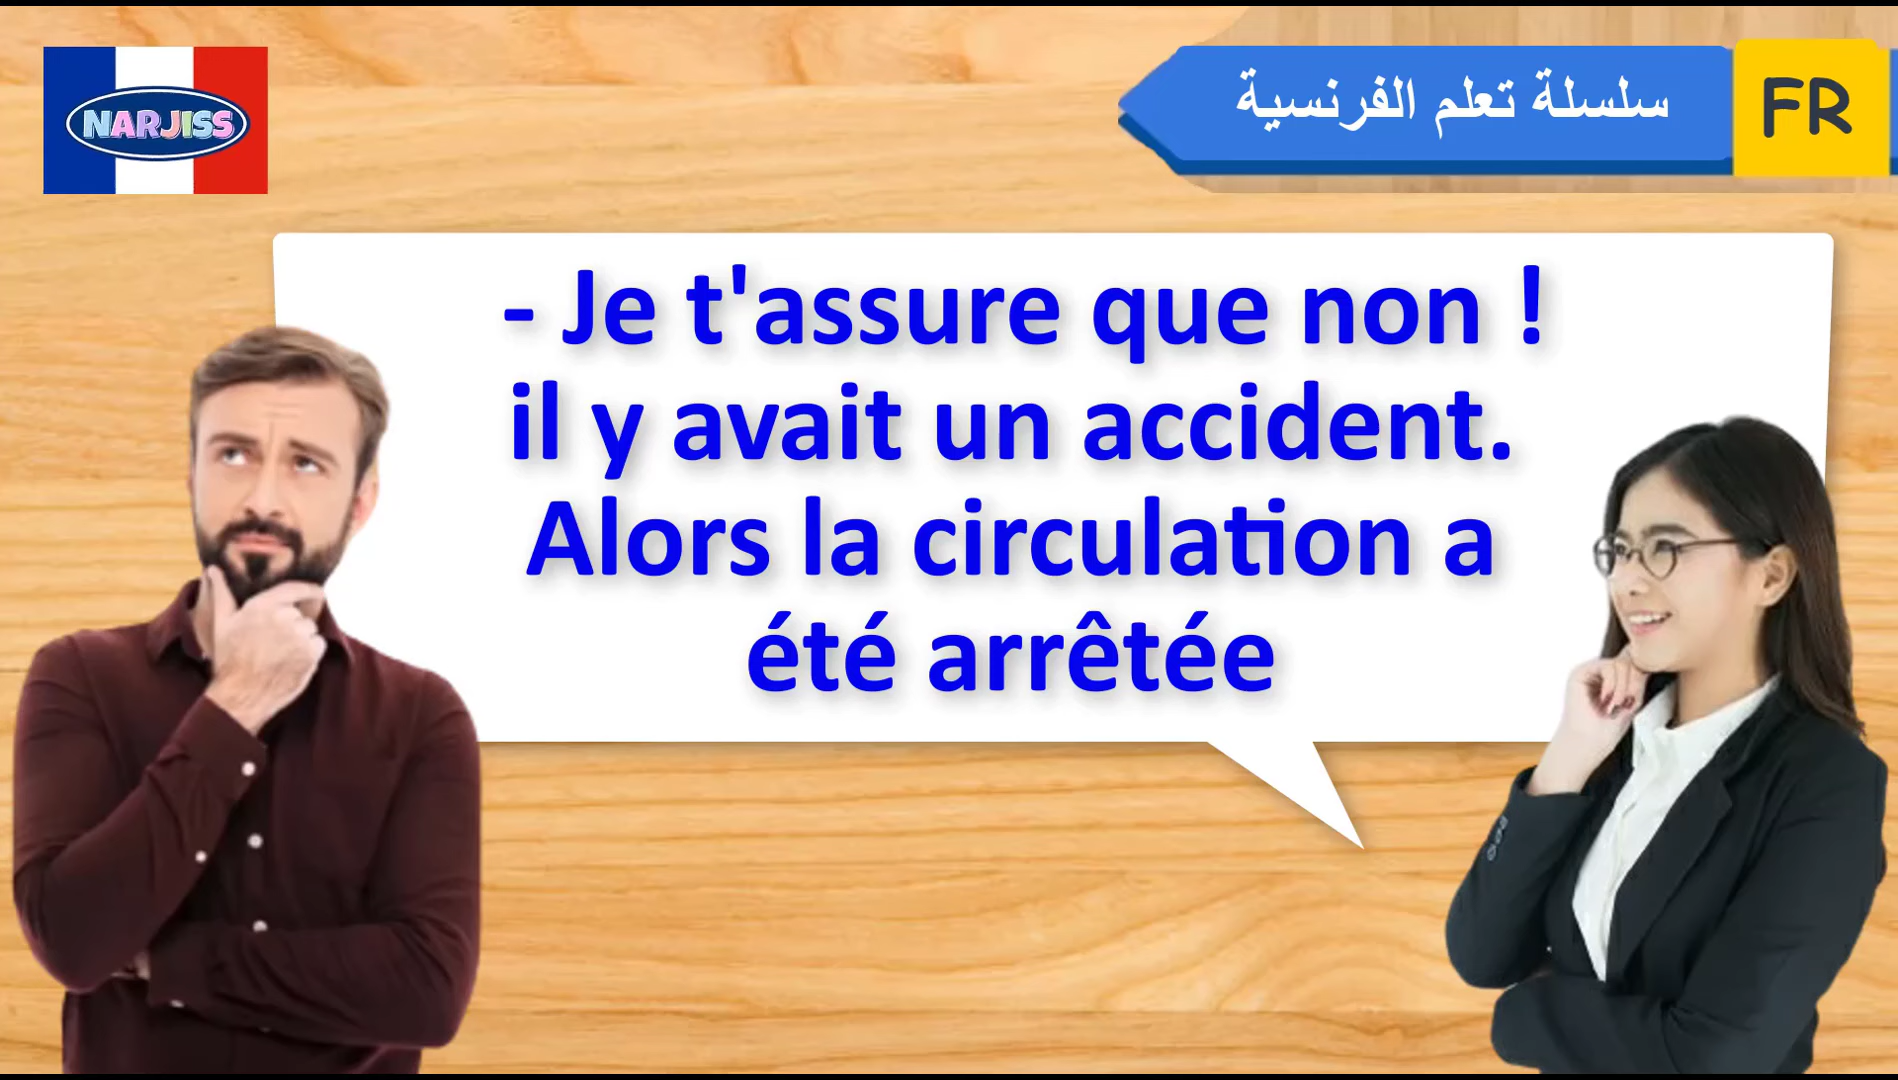 NARJISS
سلسلة تعلم الفرنسية
FR
- Je t'assure que non !
il y avait un accident.
Alors la circulation a
été arrêtée